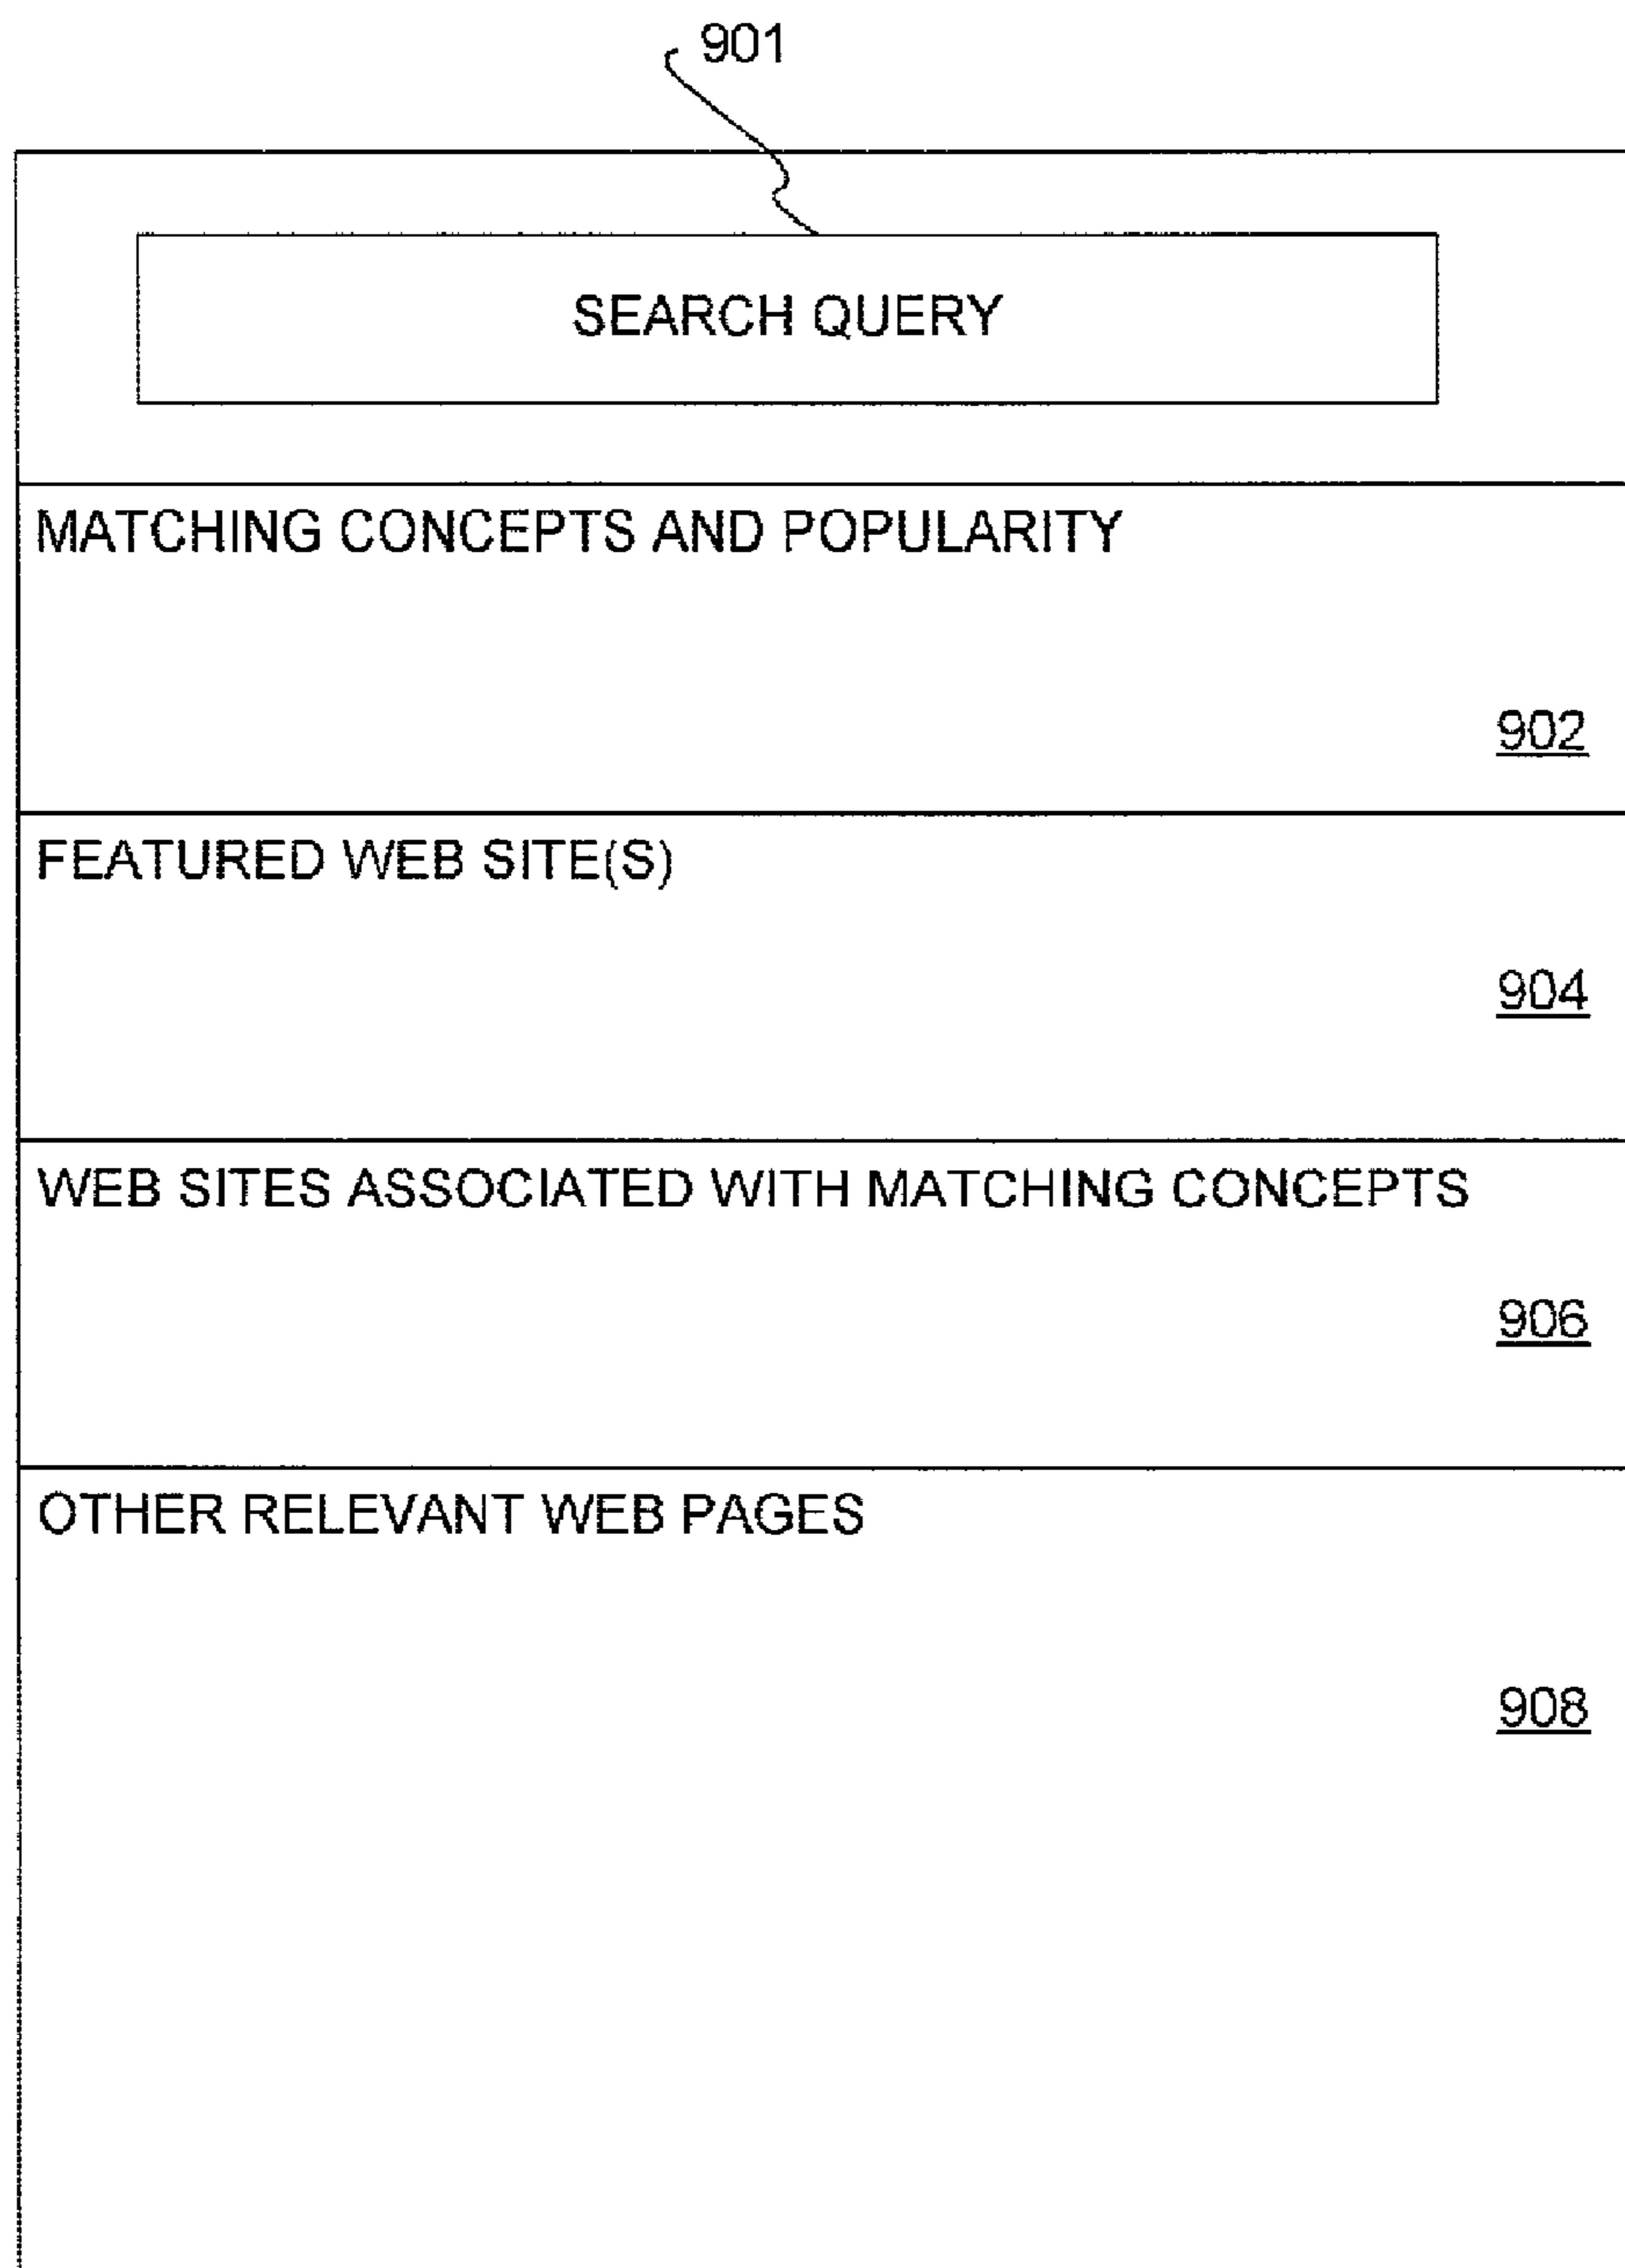 901
SEARCH QUERY
MATCHING CONCEPTS AND POPULARITY
902
FEATURED WEB SITE(S)
904
WEB SITES ASSOCIATED WITH MATCHING CONCEPTS
906
OTHER RELEVANT WEB PAGES
908